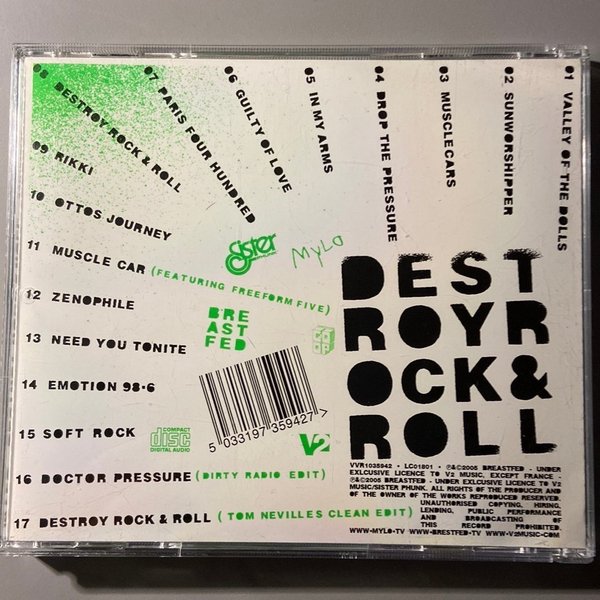 01 VALLEY OF THE DOLLS
02 SUNWORSHIPPER
03 MUSCLECARS
04 DROP THE PRESSURE
05 IN MY ARMS
06 GUILTY OF LOVE
07 PARIS FOUR HUNDRED
08 DESTROY ROCK & ROLL
09 RIKKI
10 OTTOS JOURNEY
11 MUSCLE CAR (FEATURING FREEFORM FIVE)
12 ZENOPHILE
13 NEED YOU TONITE
14 EMOTION 98·6
15 SOFT ROCK
16 DOCTOR PRESSURE (DIRTY RADIO EDIT)
17 DESTROY ROCK & ROLL (TOM NEVILLES CLEAN EDIT)
Sister
MYLO
BRE
AST
FED
DEST
ROYR
OCK&
ROLL
5 033197 359427 >
COMPACT
disc
DIGITAL AUDIO
V2
VVR1035942 · LC01801 · ℗&©2005 BREASTFED - UNDER
EXLCUSIVE LICENCE TO V2 MUSIC, EXCEPT FRANCE -
℗&©2005 BREASTFED - UNDER EXLCUSIVE LICENCE TO V2
MUSIC/SISTER PHUNK. ALL RIGHTS OF THE PRODUCER AND
OF THE OWNER OF THE WORKS REPRODUCED RESERVED.
UNAUTHORISED COPYING, HIRING,
LENDING, PUBLIC PERFORMANCE
AND BROADCASTING OF
THIS RECORD PROHIBITED.
WWW·MYLO·TV WWW·BRESTFED·TV WWW·V2MUSIC·COM